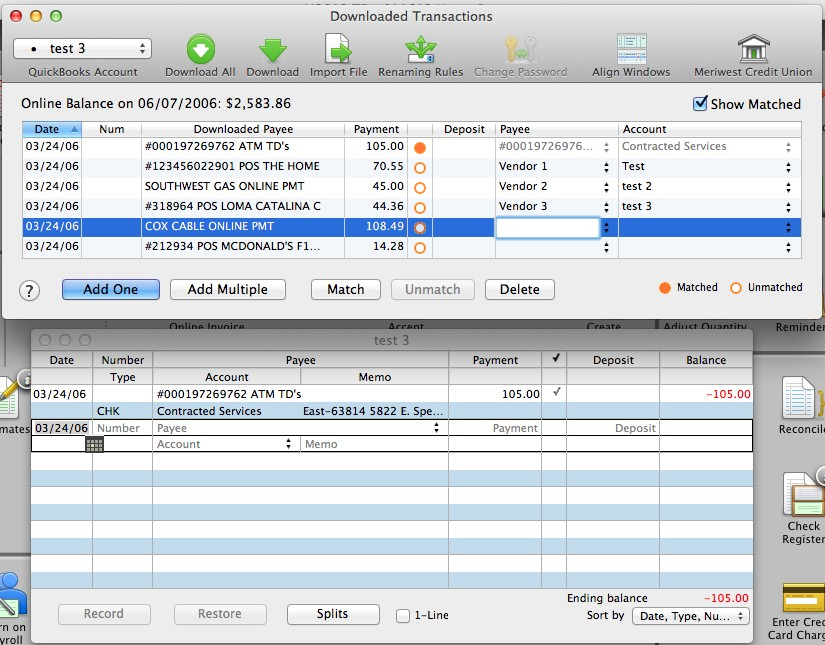 Downloaded Transactions
• test 3
QuickBooks Account
Download All
Download
Import File
Renaming Rules
Change Password
Align Windows
Meriwest Credit Union
Online Balance on 06/07/2006: $2,583.86
Show Matched
Date Num Downloaded Payee Payment Deposit Payee Account
03/24/06 #000197269762 ATM TD's 105.00 #00019726976... Contracted Services
03/24/06 #123456022901 POS THE HOME 70.55 Vendor 1 Test
03/24/06 SOUTHWEST GAS ONLINE PMT 45.00 Vendor 2 test 2
03/24/06 #318964 POS LOMA CATALINA C 44.36 Vendor 3 test 3
03/24/06 COX CABLE ONLINE PMT 108.49
03/24/06 #212934 POS MCDONALD'S F1... 14.28
? Add One Add Multiple Match Unmatch Delete
Matched Unmatched
Online Invoice Accept Create Adjust Quantity Reminder
test 3
Date Number Payee Payment ✓ Deposit Balance
Type Account Memo
03/24/06 #000197269762 ATM TD's 105.00 ✓ -105.00
CHK Contracted Services East-63814 5822 E. Spe...
03/24/06 Number Payee Payment Deposit
Account Memo
mates
Reconcile
Check
Register
Ending balance -105.00
Record Restore Splits 1-Line
Sort by Date, Type, Nu...
rn on
yroll
Enter Cred
Card Charg